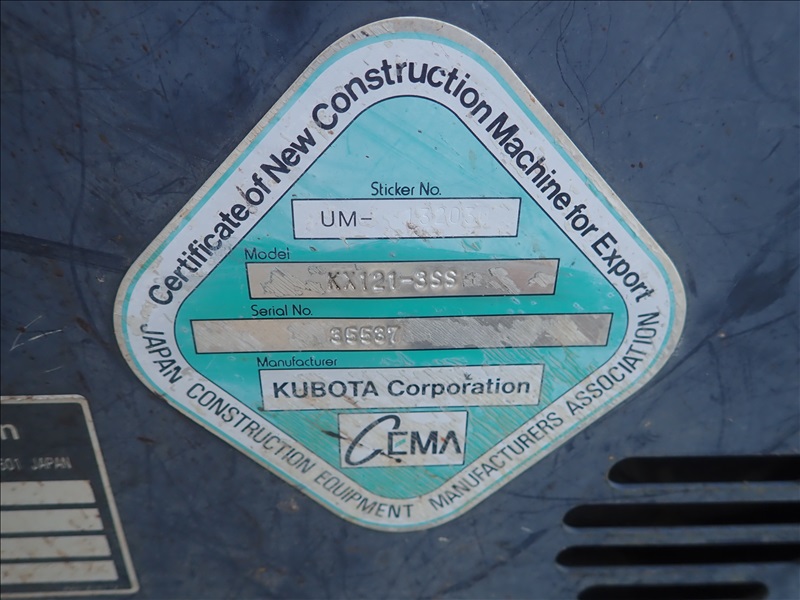 Certificate of New Construction Machine for Export
Sticker No.
UM-
Model
KX121-3SS
Serial No.
Manufacturer
KUBOTA Corporation
CEMA
JAPAN CONSTRUCTION EQUIPMENT MANUFACTURERS ASSOCIATION
JAPAN